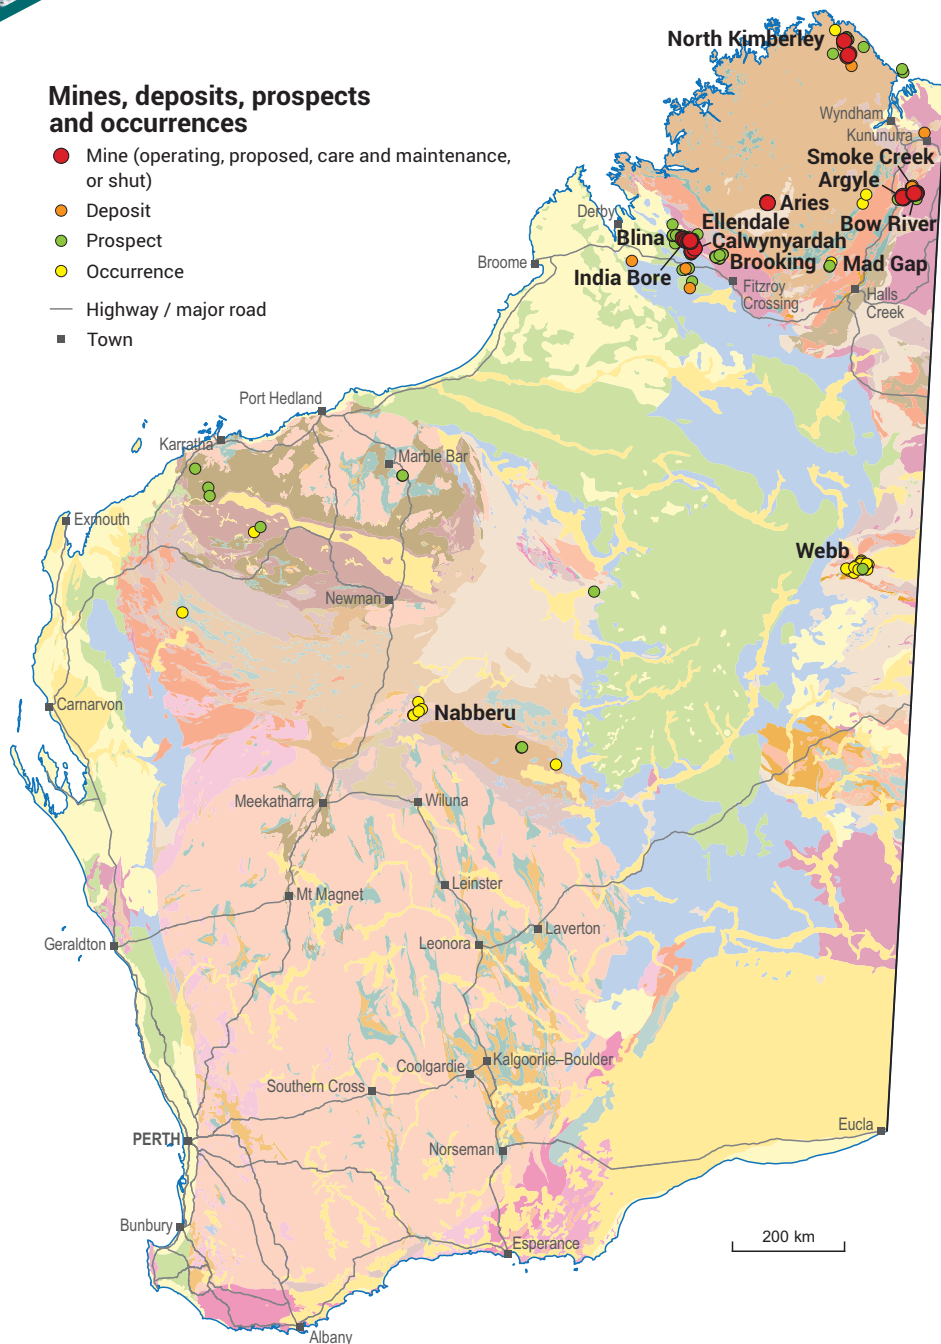 Mines, deposits, prospects
and occurrences
Mine (operating, proposed, care and maintenance,
or shut)
Deposit
Prospect
Occurrence
Highway / major road
Town
North Kimberley
Wyndham
Kununurra
Smoke Creek
Argyle
Aries
Bow River
Derby
Ellendale
Blina
Calwynyardah
Broome
Brooking
Mad Gap
India Bore
Fitzroy
Crossing
Halls
Creek
Port Hedland
Karratha
Marble Bar
Exmouth
Webb
Newman
Carnarvon
Nabberu
Meekatharra
Wiluna
Leinster
Mt Magnet
Laverton
Geraldton
Leonora
Kalgoorlie–Boulder
Coolgardie
Southern Cross
Eucla
PERTH
Norseman
Bunbury
200 km
Esperance
Albany